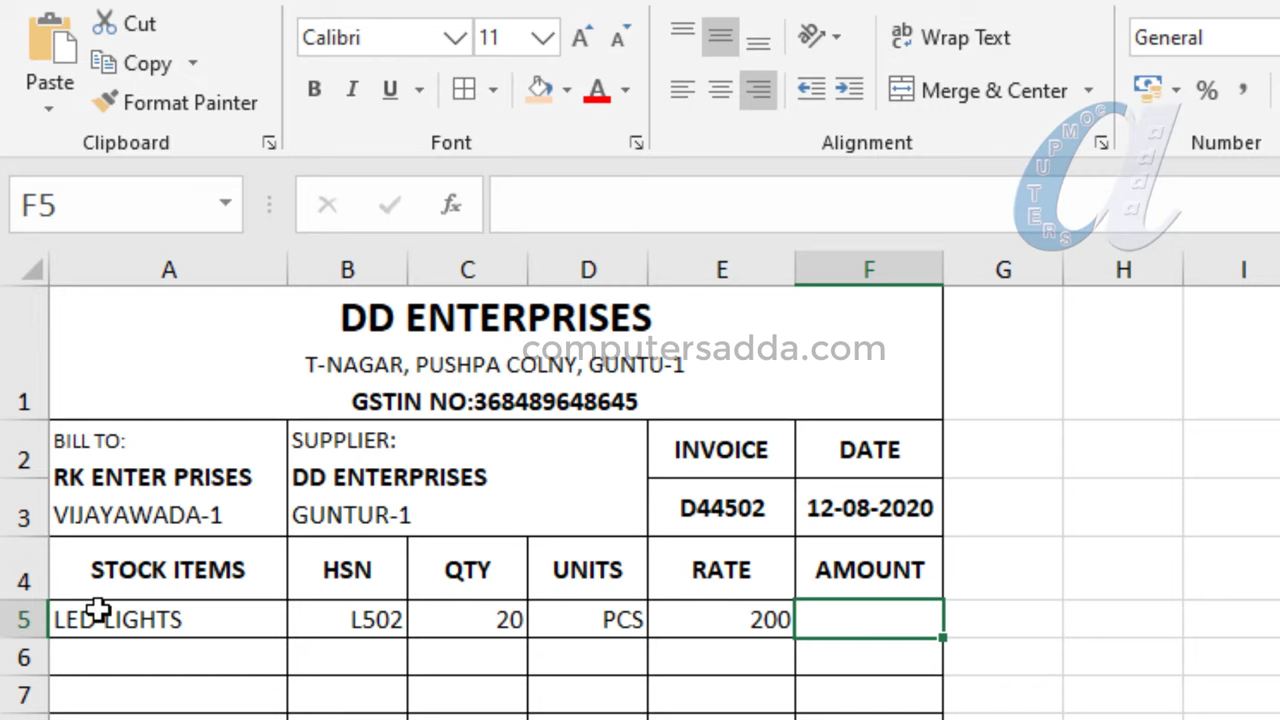 Cut
Calibri 11
Wrap Text
General
Copy
Paste
B I U
Merge & Center
%
Format Painter
Clipboard
Font
Alignment
Number
COMPUTERS adda
F5
fx
A B C D E F G H I
DD ENTERPRISES
computersadda.com
T-NAGAR, PUSHPA COLNY, GUNTU-1
1
GSTIN NO:368489648645
2
BILL TO:
RK ENTER PRISES
VIJAYAWADA-1
SUPPLIER:
DD ENTERPRISES
GUNTUR-1
INVOICE DATE
3
D44502 12-08-2020
4 STOCK ITEMS HSN QTY UNITS RATE AMOUNT
5 LED LIGHTS L502 20 PCS 200
6
7